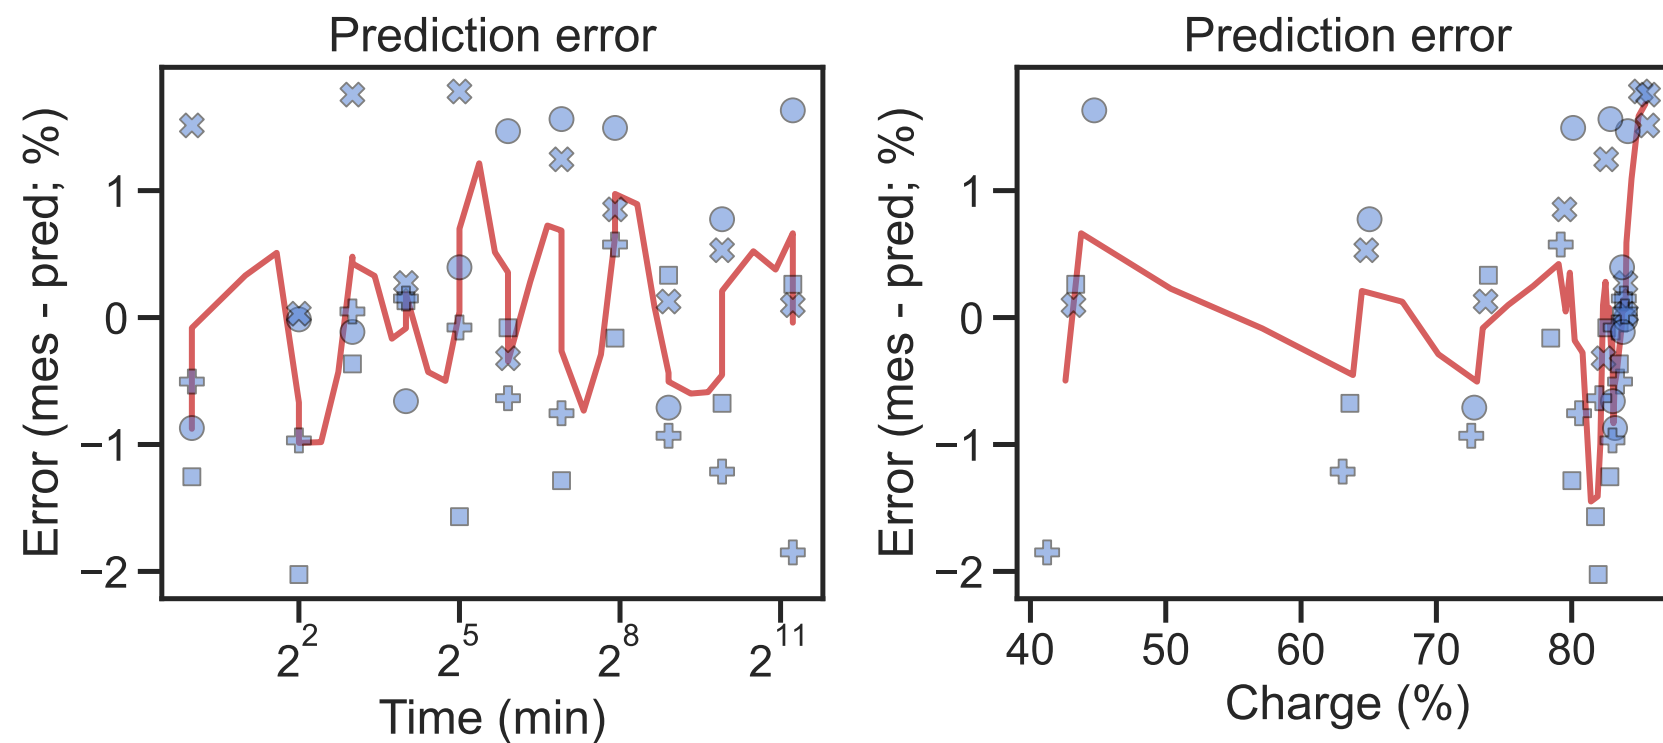 Prediction error
Error (mes - pred; %)
1
0
−1
−2
2^2 2^5 2^8 2^11
Time (min)
Prediction error
Error (mes - pred; %)
1
0
−1
−2
40 50 60 70 80
Charge (%)